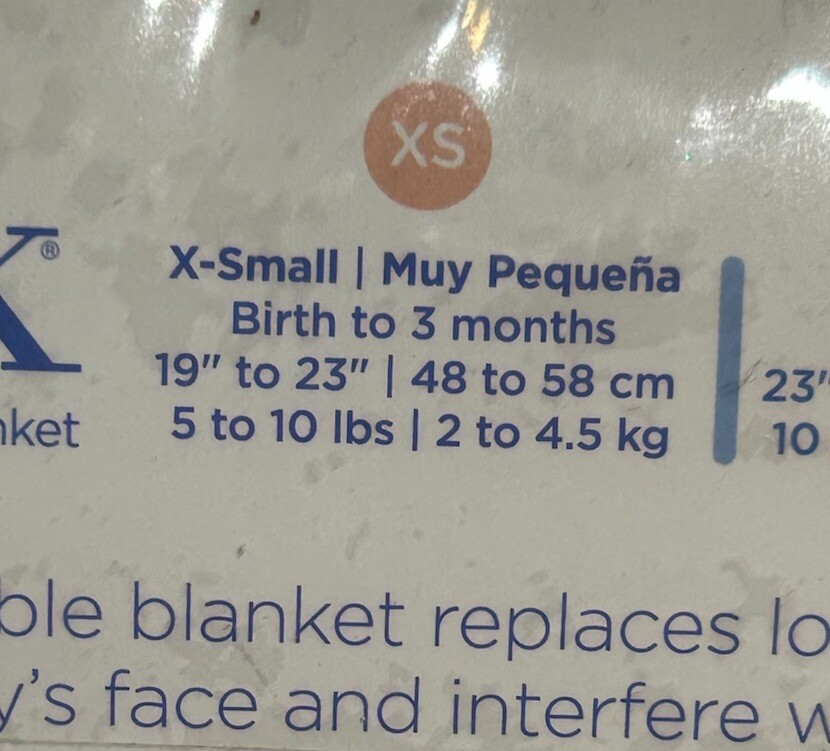 XS
X-Small | Muy Pequeña
Birth to 3 months
19" to 23" | 48 to 58 cm
5 to 10 lbs | 2 to 4.5 kg
®
23"
10
blanket replaces
face and interfere